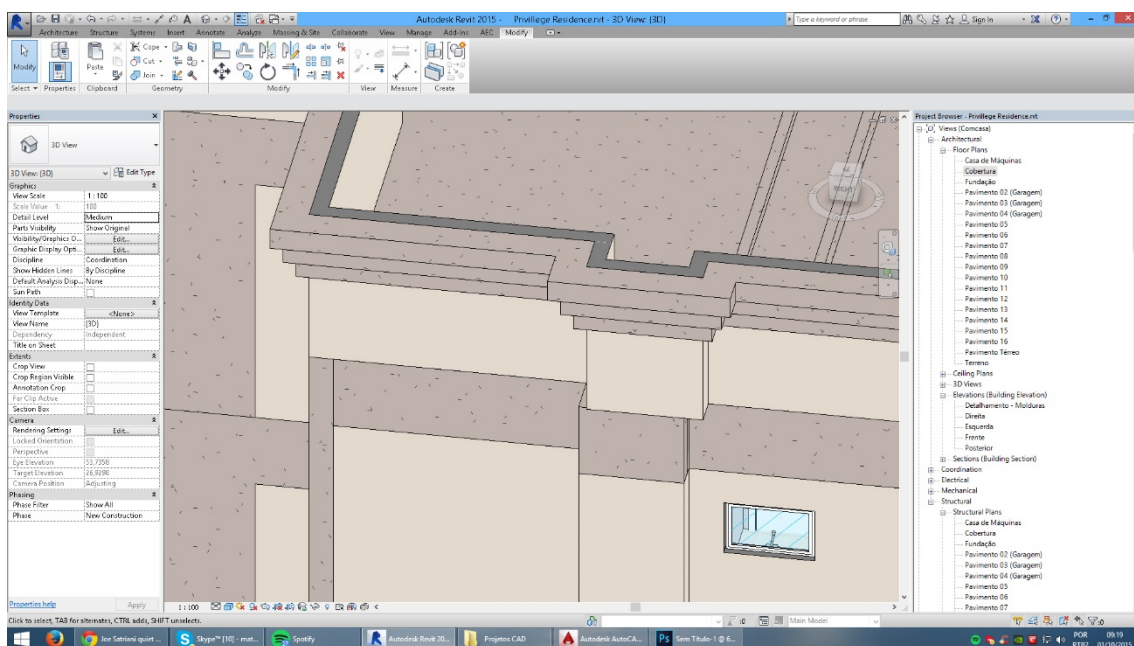 Autodesk Revit 2015 - Privillege Residence.rvt - 3D View: {3D}
Type a keyword or phrase
Sign In
Architecture Structure Systems Insert Annotate Analyze Massing & Site Collaborate View Manage Add-Ins AEC Modify
Modify
Paste
Cope
Cut
Join
Select Properties Clipboard Geometry Modify View Measure Create
Properties
3D View
3D View: {3D} Edit Type
Graphics
View Scale 1 : 100
Scale Value 1: 100
Detail Level Medium
Parts Visibility Show Original
Visibility/Graphics O... Edit...
Graphic Display Opti... Edit...
Discipline Coordination
Show Hidden Lines By Discipline
Default Analysis Disp... None
Sun Path
Identity Data
View Template <None>
View Name {3D}
Dependency Independent
Title on Sheet
Extents
Crop View
Crop Region Visible
Annotation Crop
Far Clip Active
Section Box
Camera
Rendering Settings Edit...
Locked Orientation
Perspective
Eye Elevation 53,7358
Target Elevation 26,9290
Camera Position Adjusting
Phasing
Phase Filter Show All
Phase New Construction
Properties help Apply
1 : 100
Project Browser - Privillege Residence.rvt
Views (Comcasa)
Architectural
Floor Plans
Casa de Máquinas
Cobertura
Fundação
Pavimento 02 (Garagem)
Pavimento 03 (Garagem)
Pavimento 04 (Garagem)
Pavimento 05
Pavimento 06
Pavimento 07
Pavimento 08
Pavimento 09
Pavimento 10
Pavimento 11
Pavimento 12
Pavimento 13
Pavimento 14
Pavimento 15
Pavimento 16
Pavimento Térreo
Terreno
Ceiling Plans
3D Views
Elevations (Building Elevation)
Detalhamento - Molduras
Direita
Esquerda
Frente
Posterior
Sections (Building Section)
Coordination
Electrical
Mechanical
Structural
Structural Plans
Casa de Máquinas
Cobertura
Fundação
Pavimento 02 (Garagem)
Pavimento 03 (Garagem)
Pavimento 04 (Garagem)
Pavimento 05
Pavimento 06
Pavimento 07
Click to select, TAB for alternates, CTRL adds, SHIFT unselects.
:0 Main Model :0
Joe Satriani quiet ... Skype™ [10] - mat... Spotify Autodesk Revit 20... Projetos CAD Autodesk AutoCA... Sem Título-1 @ 6...
POR 09:19
PTB2 01/10/2015